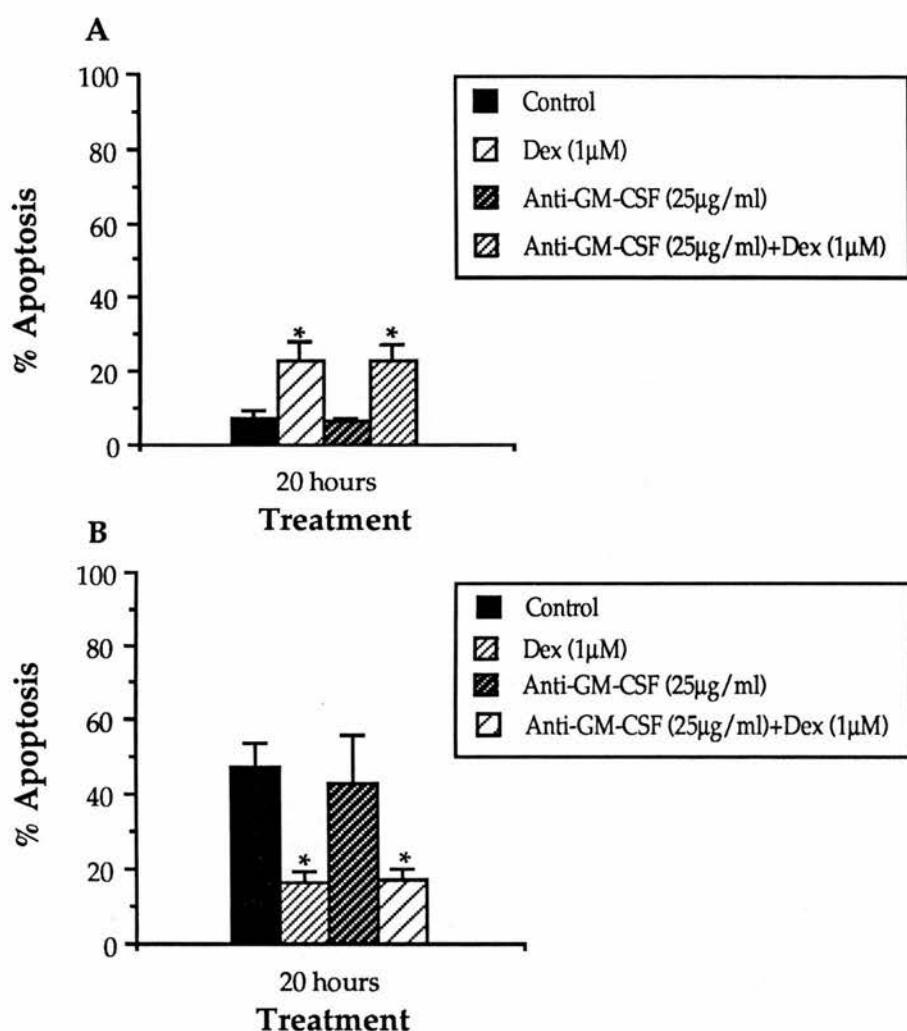 A
100
80
60
40
20
0
% Apoptosis
*
*
20 hours
Treatment
Control
Dex (1µM)
Anti-GM-CSF (25µg/ml)
Anti-GM-CSF (25µg/ml)+Dex (1µM)
B
100
80
60
40
20
0
% Apoptosis
*
*
20 hours
Treatment
Control
Dex (1µM)
Anti-GM-CSF (25µg/ml)
Anti-GM-CSF (25µg/ml)+Dex (1µM)